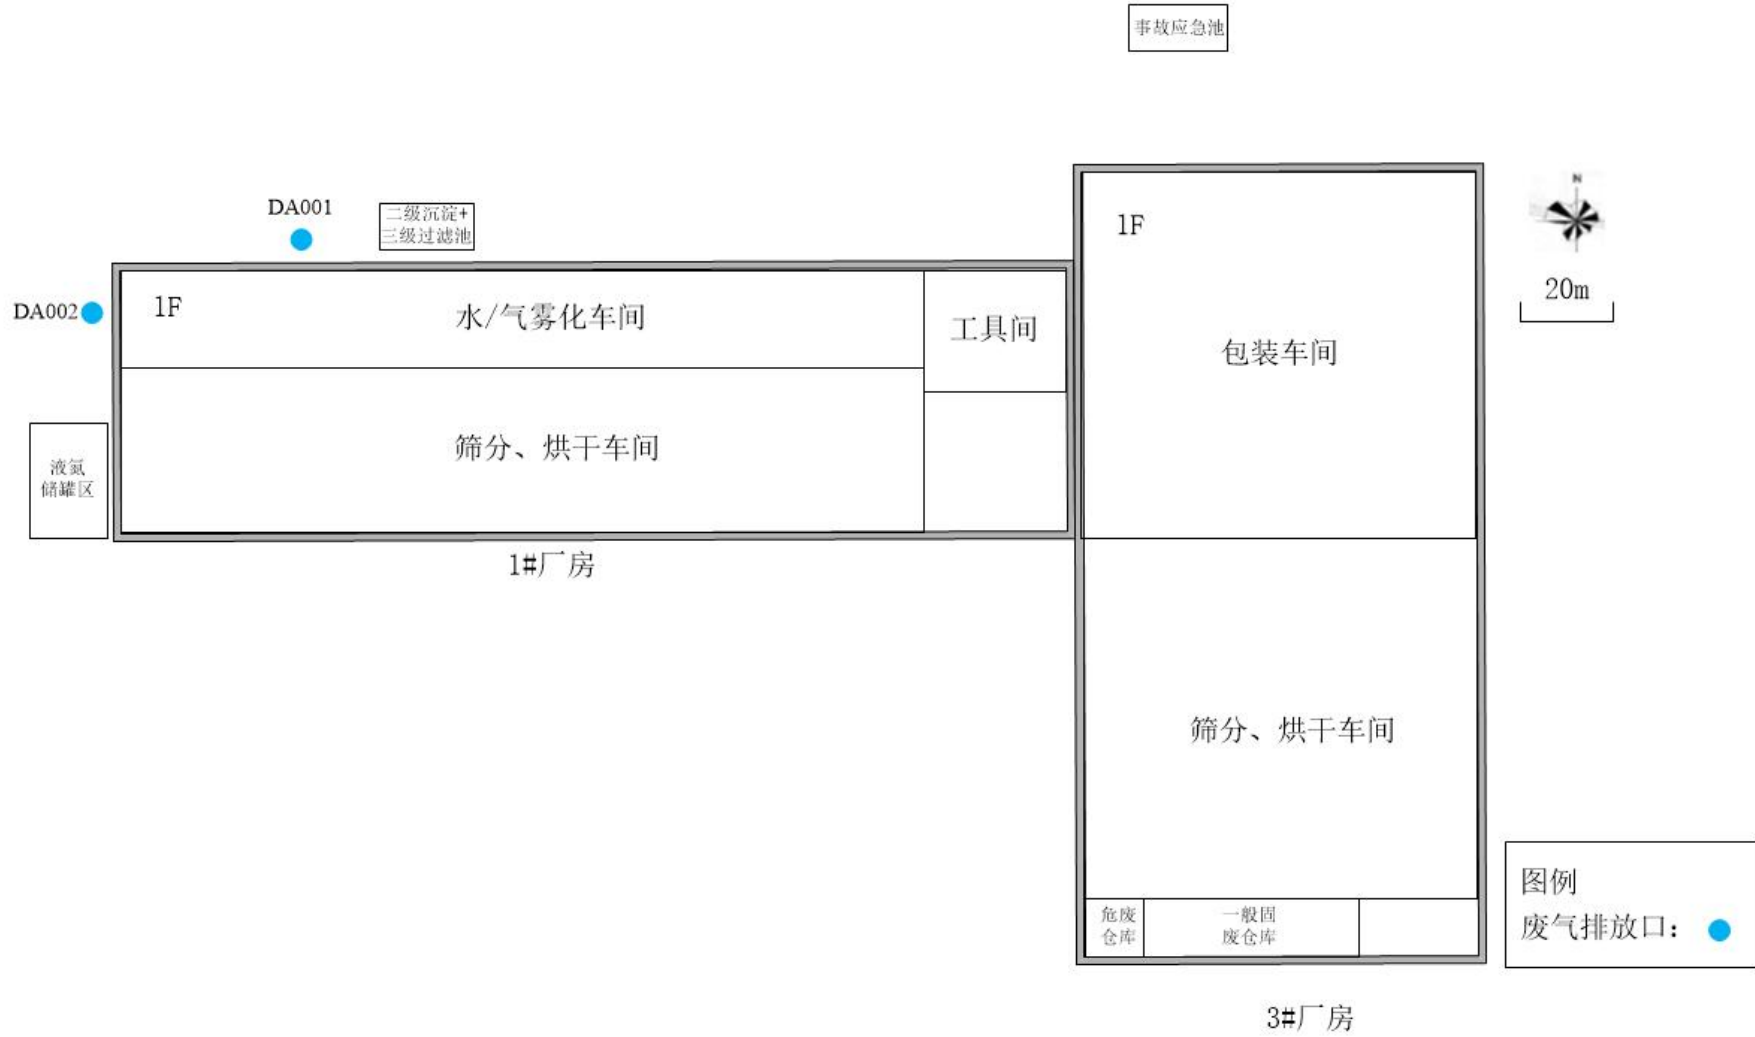 事故应急池
DA001
二级沉淀+
三级过滤池
N
1F
20m
DA002
1F
水/气雾化车间
工具间
包装车间
筛分、烘干车间
液氮
储罐区
1#厂房
筛分、烘干车间
图例
废气排放口：
危废
仓库
一般固
废仓库
3#厂房